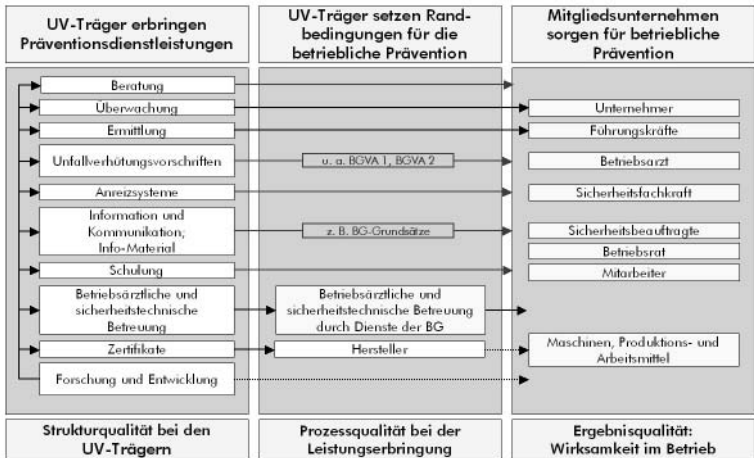 UV-Träger erbringen
Präventionsdienstleistungen
UV-Träger setzen Rand-
bedingungen für die
betriebliche Prävention
Mitgliedsunternehmen
sorgen für betriebliche
Prävention
Beratung
Überwachung
Ermittlung
Unfallverhütungsvorschriften
Anreizsysteme
Information und
Kommunikation;
Info-Material
Schulung
Betriebsärztliche und
sicherheitstechnische
Betreuung
Zertifikate
Forschung und Entwicklung
u. a. BGVA 1, BGVA 2
z. B. BG-Grundsätze
Betriebsärztliche und
sicherheitstechnische Betreuung
durch Dienste der BG
Hersteller
Unternehmer
Führungskräfte
Betriebsarzt
Sicherheitsfachkraft
Sicherheitsbeauftragte
Betriebsrat
Mitarbeiter
Maschinen, Produktions- und
Arbeitsmittel
Strukturqualität bei den
UV-Trägern
Prozessqualität bei der
Leistungserbringung
Ergebnisqualität:
Wirksamkeit im Betrieb